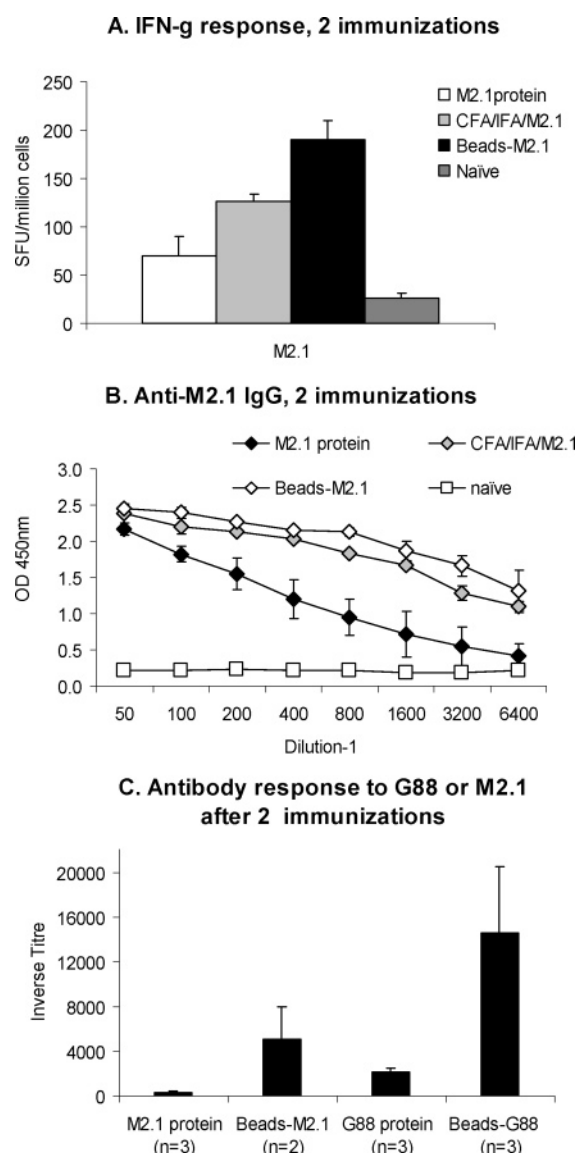 A. IFN-g response, 2 immunizations
250
200
150
100
50
0
SFU/million cells
M2.1protein
CFA/IFA/M2.1
Beads-M2.1
Naïve
M2.1
B. Anti-M2.1 IgG, 2 immunizations
M2.1 protein
CFA/IFA/M2.1
Beads-M2.1
naïve
3.0
2.5
2.0
1.5
1.0
0.5
0.0
OD 450nm
50 100 200 400 800 1600 3200 6400
Dilution-1
C. Antibody response to G88 or M2.1
after 2 immunizations
20000
16000
12000
8000
4000
0
Inverse Titre
M2.1 protein Beads-M2.1 G88 protein Beads-G88
(n=3) (n=2) (n=3) (n=3)